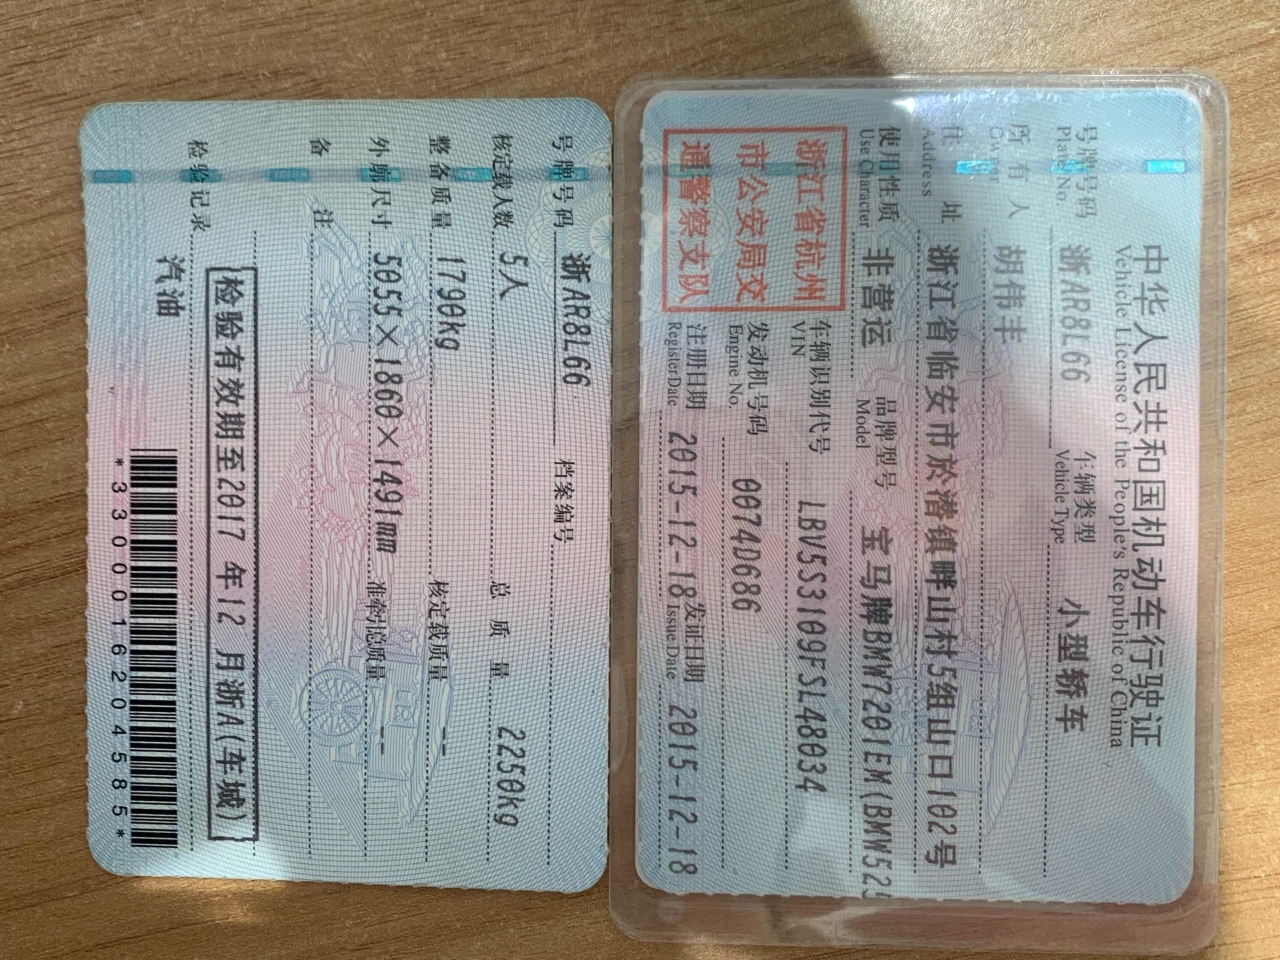 中华人民共和国机动车行驶证
Vehicle License of the People's Republic of China
号牌号码 浙AR8L66 车辆类型 小型轿车
Plate No. Vehicle Type
所有人 胡伟丰
Owner
住址 浙江省临安市於潜镇畔山村5组山口102号
Address
使用性质 非营运 品牌型号 宝马牌BMW7201EM(BMW525
Use Character Model
浙江省杭州
市公安局交
通警察支队
车辆识别代号 LBV5S3109FSL48034
VIN
发动机号码 0074D686
Engine No.
注册日期 2015-12-18 发证日期 2015-12-18
Register Date Issue Date
号牌号码 浙AR8L66 档案编号
核定载人数 5人 总质量 2250kg
整备质量 1790kg 核定载质量 --
外廓尺寸 5055×1860×1491mm 准牵引总质量 --
备注
检验有效期至2017 年12 月浙A(车城)
检验记录
汽油
*3300016204585*